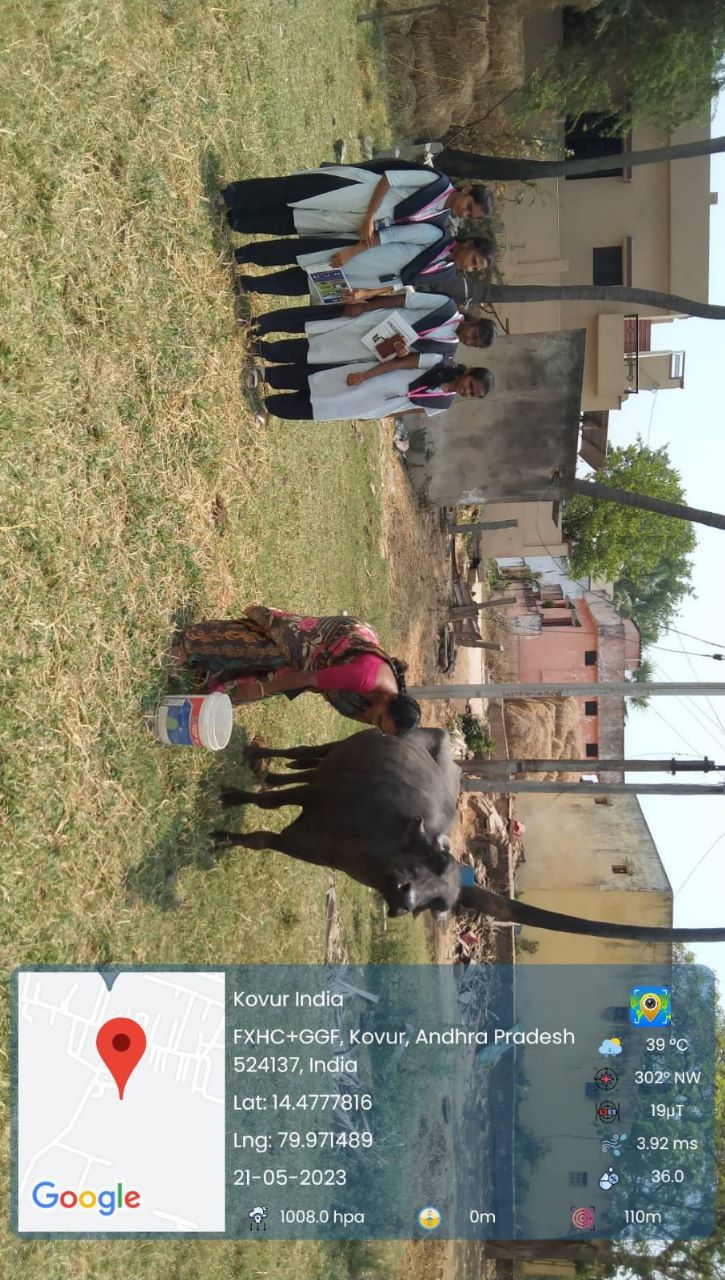 Kovur India
FXHC+GGF, Kovur, Andhra Pradesh
524137, India
Lat: 14.4777816
Lng: 79.971489
21-05-2023
Google
39 °C
302° NW
19µT
3.92 ms
36.0
1008.0 hpa
0m
110m